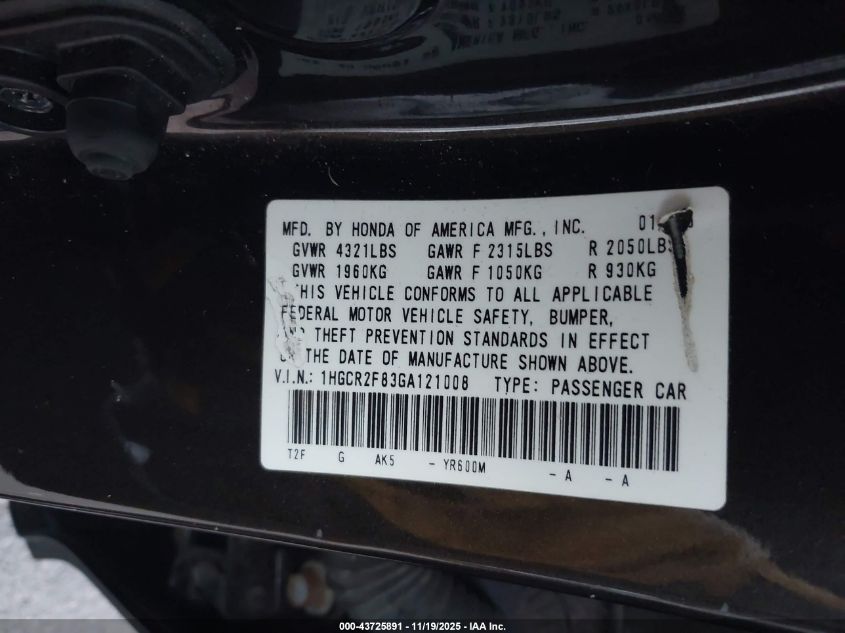 MFD. BY HONDA OF AMERICA MFG., INC. 01
GVWR 4321LBS GAWR F 2315LBS R 2050LBS
GVWR 1960KG GAWR F 1050KG R 930KG
HIS VEHICLE CONFORMS TO ALL APPLICABLE
FEDERAL MOTOR VEHICLE SAFETY, BUMPER,
THEFT PREVENTION STANDARDS IN EFFECT
THE DATE OF MANUFACTURE SHOWN ABOVE.
V.I.N.: 1HGCR2F83GA121008 TYPE: PASSENGER CAR
T2F G AK5 - YR600M - A - A
000-43725891 - 11/19/2025 - IAA Inc.